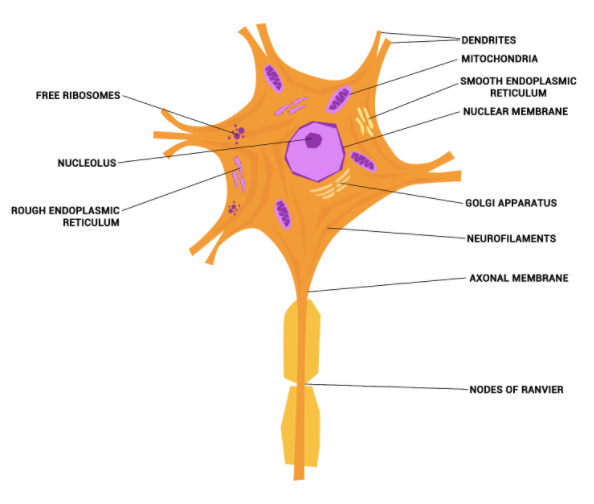 DENDRITES
MITOCHONDRIA
SMOOTH ENDOPLASMIC
RETICULUM
NUCLEAR MEMBRANE
FREE RIBOSOMES
NUCLEOLUS
ROUGH ENDOPLASMIC
RETICULUM
GOLGI APPARATUS
NEUROFILAMENTS
AXONAL MEMBRANE
NODES OF RANVIER